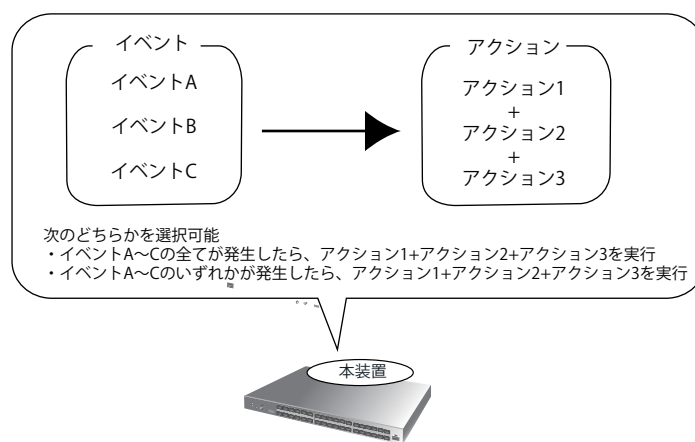 イベント
イベントA
イベントB
イベントC
アクション
アクション1
+
アクション2
+
アクション3
次のどちらかを選択可能
・イベントA～Cの全てが発生したら、アクション1+アクション2+アクション3を実行
・イベントA～Cのいずれかが発生したら、アクション1+アクション2+アクション3を実行
本装置